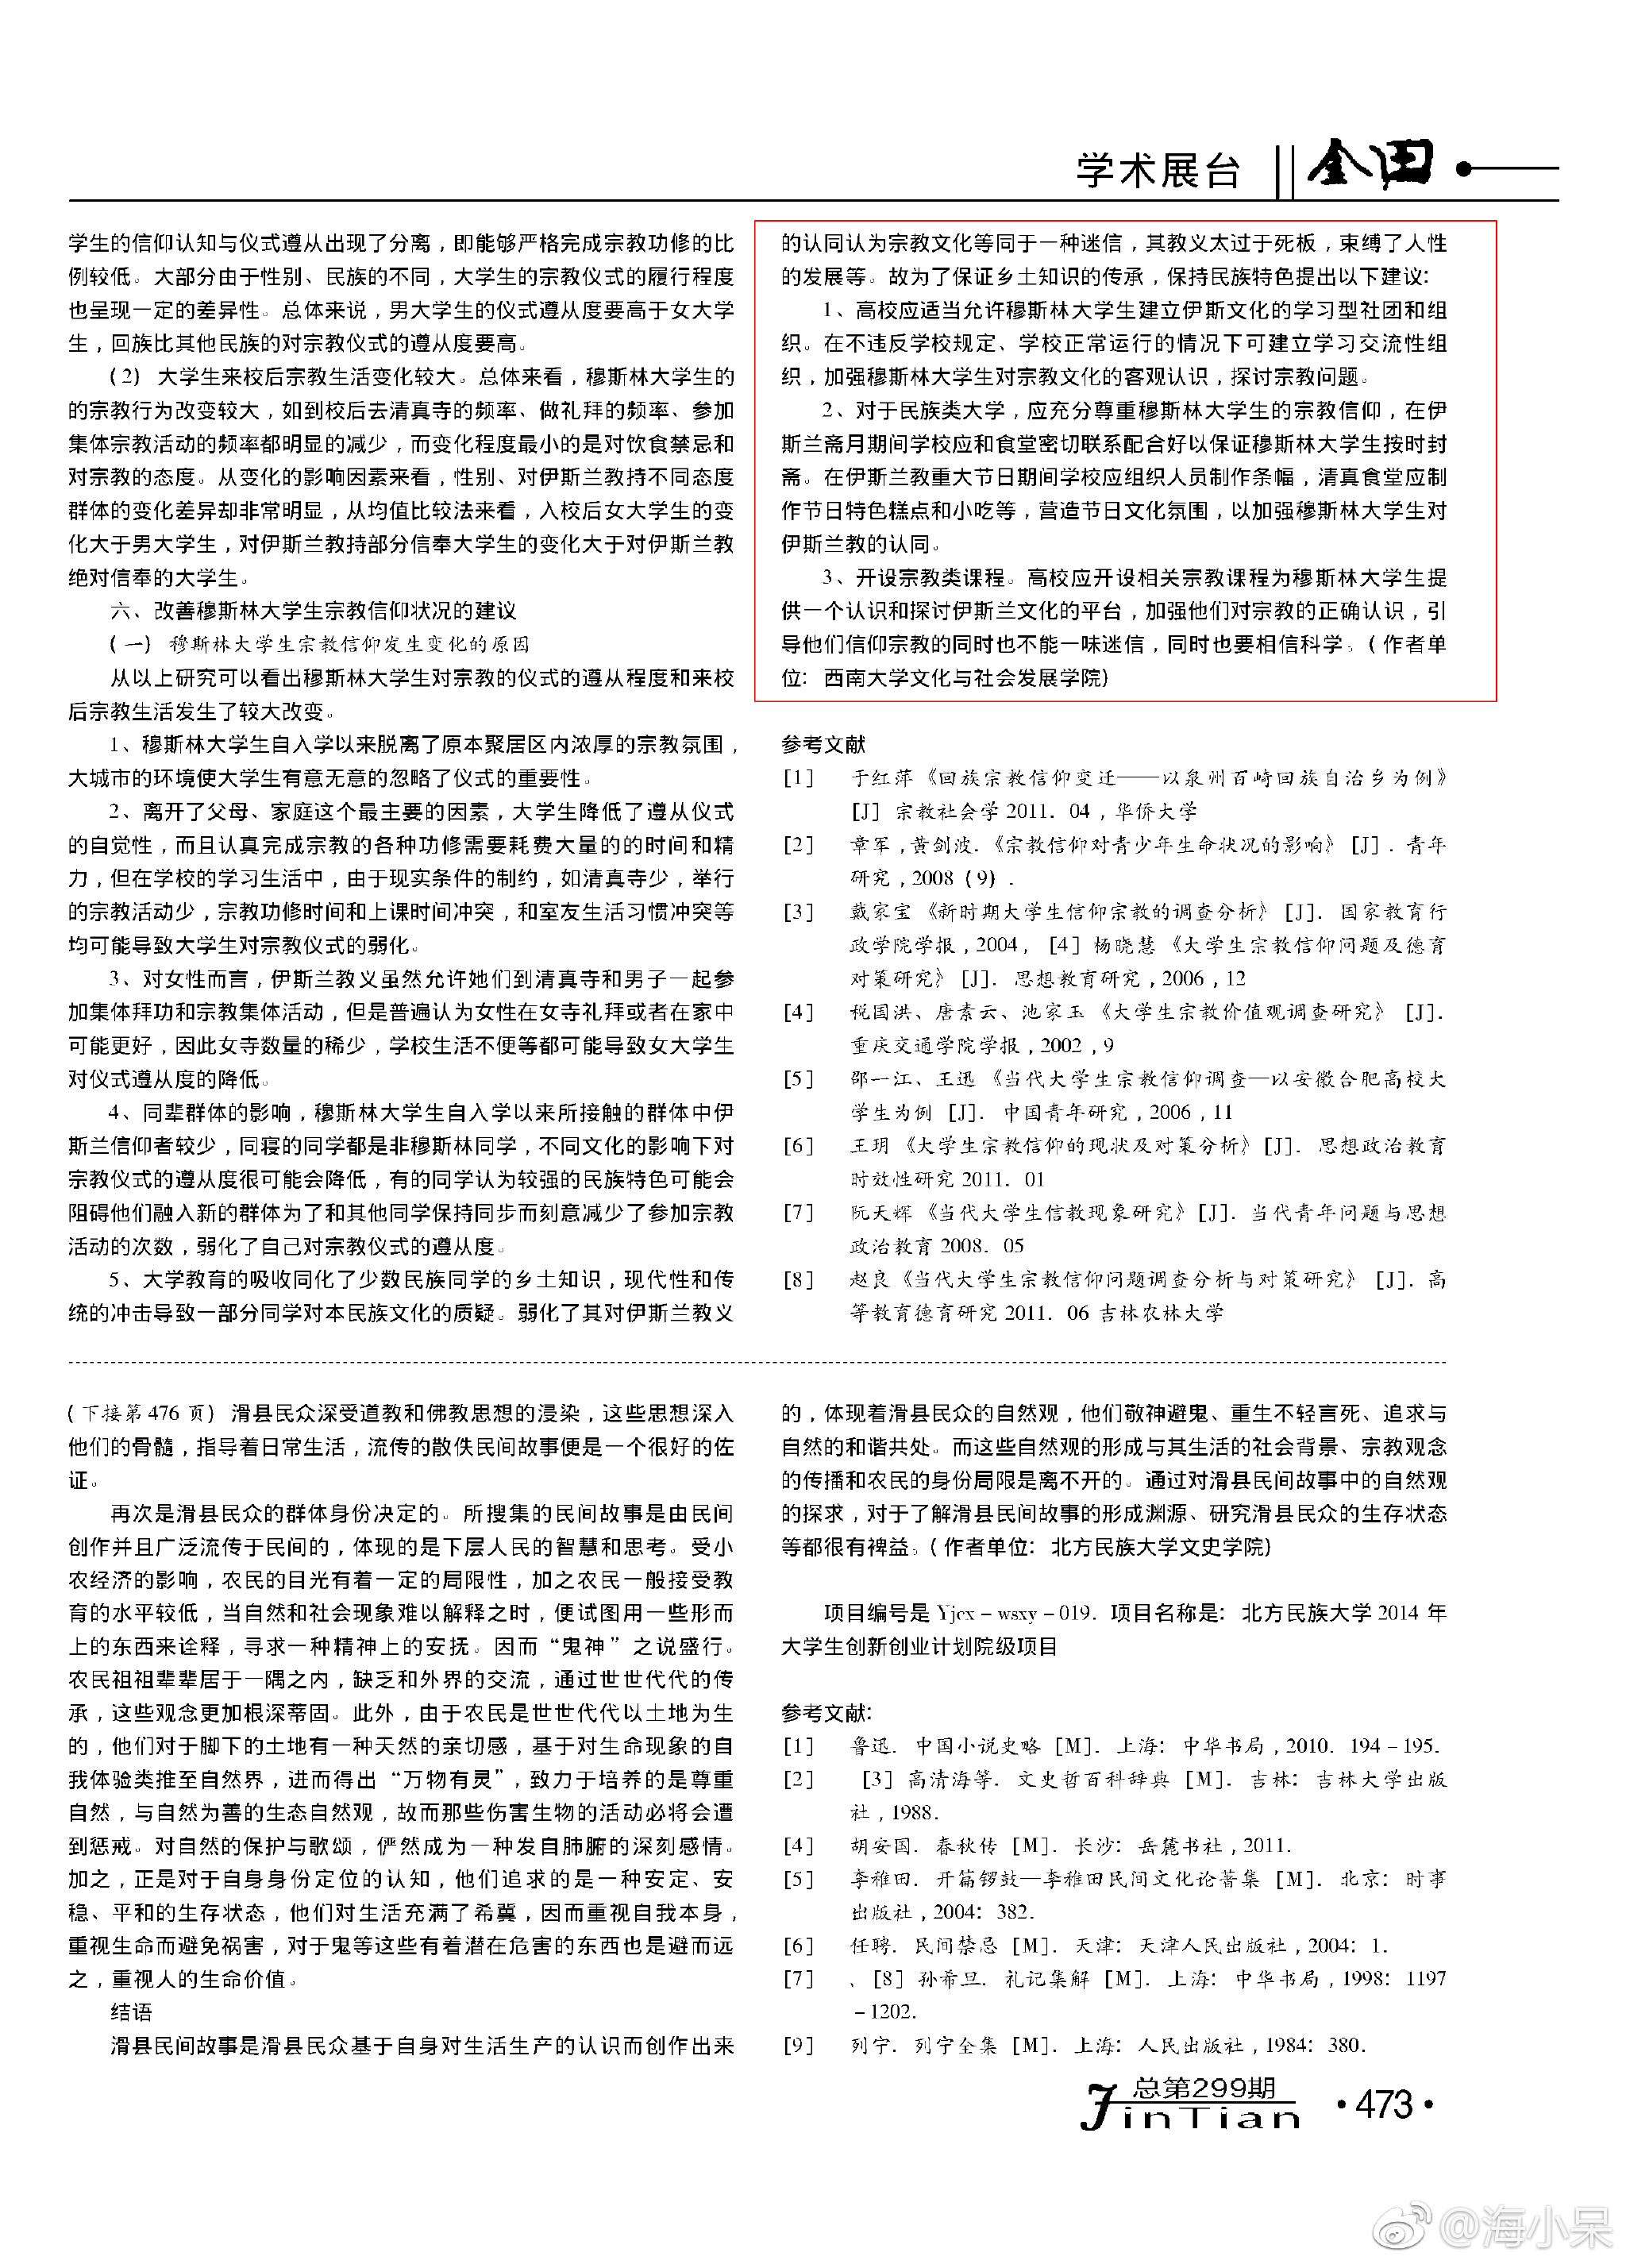 学术展台 金田
学生的信仰认知与仪式遵从出现了分离，即能够严格完成宗教功修的比
例较低。大部分由于性别、民族的不同，大学生的宗教仪式的履行程度
也呈现一定的差异性。总体来说，男大学生的仪式遵从度要高于女大学
生，回族比其他民族的对宗教仪式的遵从度要高。
（2） 大学生来校后宗教生活变化较大。总体来看，穆斯林大学生的
的宗教行为改变较大，如到校后去清真寺的频率、做礼拜的频率、参加
集体宗教活动的频率都明显的减少，而变化程度最小的是对饮食禁忌和
对宗教的态度。从变化的影响因素来看，性别、对伊斯兰教持不同态度
群体的变化差异却非常明显，从均值比较法来看，入校后女大学生的变
化大于男大学生，对伊斯兰教持部分信奉大学生的变化大于对伊斯兰教
绝对信奉的大学生。
六、改善穆斯林大学生宗教信仰状况的建议
（一） 穆斯林大学生宗教信仰发生变化的原因
从以上研究可以看出穆斯林大学生对宗教的仪式的遵从程度和来校
后宗教生活发生了较大改变。
1、穆斯林大学生自入学以来脱离了原本聚居区内浓厚的宗教氛围，
大城市的环境使大学生有意无意的忽略了仪式的重要性。
2、离开了父母、家庭这个最主要的因素，大学生降低了遵从仪式
的自觉性，而且认真完成宗教的各种功修需要耗费大量的的时间和精
力，但在学校的学习生活中，由于现实条件的制约，如清真寺少，举行
的宗教活动少，宗教功修时间和上课时间冲突，和室友生活习惯冲突等
均可能导致大学生对宗教仪式的弱化。
3、对女性而言，伊斯兰教义虽然允许她们到清真寺和男子一起参
加集体拜功和宗教集体活动，但是普遍认为女性在女寺礼拜或者在家中
可能更好，因此女寺数量的稀少，学校生活不便等都可能导致女大学生
对仪式遵从度的降低。
4、同辈群体的影响，穆斯林大学生自入学以来所接触的群体中伊
斯兰信仰者较少，同寝的同学都是非穆斯林同学，不同文化的影响下对
宗教仪式的遵从度很可能会降低，有的同学认为较强的民族特色可能会
阻碍他们融入新的群体为了和其他同学保持同步而刻意减少了参加宗教
活动的次数，弱化了自己对宗教仪式的遵从度。
5、大学教育的吸收同化了少数民族同学的乡土知识，现代性和传
统的冲击导致一部分同学对本民族文化的质疑。弱化了其对伊斯兰教义
的认同认为宗教文化等同于一种迷信，其教义太过于死板，束缚了人性
的发展等。故为了保证乡土知识的传承，保持民族特色提出以下建议：
1、高校应适当允许穆斯林大学生建立伊斯文化的学习型社团和组
织。在不违反学校规定、学校正常运行的情况下可建立学习交流性组
织，加强穆斯林大学生对宗教文化的客观认识，探讨宗教问题。
2、对于民族类大学，应充分尊重穆斯林大学生的宗教信仰，在伊
斯兰斋月期间学校应和食堂密切联系配合好以保证穆斯林大学生按时封
斋。在伊斯兰教重大节日期间学校应组织人员制作条幅，清真食堂应制
作节日特色糕点和小吃等，营造节日文化氛围，以加强穆斯林大学生对
伊斯兰教的认同。
3、开设宗教类课程。高校应开设相关宗教课程为穆斯林大学生提
供一个认识和探讨伊斯兰文化的平台，加强他们对宗教的正确认识，引
导他们信仰宗教的同时也不能一味迷信，同时也要相信科学。（作者单
位：西南大学文化与社会发展学院）
参考文献
[1] 于红萍《回族宗教信仰变迁——以泉州百崎回族自治乡为例》
[J] 宗教社会学 2011. 04，华侨大学
[2] 章军，黄剑波.《宗教信仰对青少年生命状况的影响》[J]. 青年
研究，2008（9）.
[3] 戴家宝《新时期大学生信仰宗教的调查分析》[J]. 国家教育行
政学院学报，2004， [4] 杨晓慧《大学生宗教信仰问题及德育
对策研究》[J]. 思想教育研究，2006，12
[4] 税国洪、唐素云、池家玉《大学生宗教价值观调查研究》[J].
重庆交通学院学报，2002，9
[5] 邵一江、王迅《当代大学生宗教信仰调查—以安徽合肥高校大
学生为例 [J]. 中国青年研究，2006，11
[6] 王玥《大学生宗教信仰的现状及对策分析》[J]. 思想政治教育
时效性研究 2011. 01
[7] 阮天辉《当代大学生信教现象研究》[J]. 当代青年问题与思想
政治教育 2008. 05
[8] 赵良《当代大学生宗教信仰问题调查分析与对策研究》[J]. 高
等教育德育研究 2011. 06 吉林农林大学
（下接第 476 页）滑县民众深受道教和佛教思想的浸染，这些思想深入
他们的骨髓，指导着日常生活，流传的散佚民间故事便是一个很好的佐
证。
再次是滑县民众的群体身份决定的。所搜集的民间故事是由民间
创作并且广泛流传于民间的，体现的是下层人民的智慧和思考。受小
农经济的影响，农民的目光有着一定的局限性，加之农民一般接受教
育的水平较低，当自然和社会现象难以解释之时，便试图用一些形而
上的东西来诠释，寻求一种精神上的安抚。因而“鬼神”之说盛行。
农民祖祖辈辈居于一隅之内，缺乏和外界的交流，通过世世代代的传
承，这些观念更加根深蒂固。此外，由于农民是世世代代以土地为生
的，他们对于脚下的土地有一种天然的亲切感，基于对生命现象的自
我体验类推至自然界，进而得出“万物有灵”，致力于培养的是尊重
自然，与自然为善的生态自然观，故而那些伤害生物的活动必将会遭
到惩戒。对自然的保护与歌颂，俨然成为一种发自肺腑的深刻感情。
加之，正是对于自身身份定位的认知，他们追求的是一种安定、安
稳、平和的生存状态，他们对生活充满了希冀，因而重视自我本身，
重视生命而避免祸害，对于鬼等这些有着潜在危害的东西也是避而远
之，重视人的生命价值。
结语
滑县民间故事是滑县民众基于自身对生活生产的认识而创作出来
的，体现着滑县民众的自然观，他们敬神避鬼、重生不轻言死、追求与
自然的和谐共处。而这些自然观的形成与其生活的社会背景、宗教观念
的传播和农民的身份局限是离不开的。通过对滑县民间故事中的自然观
的探求，对于了解滑县民间故事的形成渊源、研究滑县民众的生存状态
等都很有裨益。（作者单位：北方民族大学文史学院）
项目编号是 Yjcx－wsxy－019. 项目名称是：北方民族大学 2014 年
大学生创新创业计划院级项目
参考文献：
[1] 鲁迅. 中国小说史略 [M]. 上海：中华书局，2010. 194－195.
[2] [3] 高清海等. 文史哲百科辞典 [M]. 吉林：吉林大学出版
社，1988.
[4] 胡安国. 春秋传 [M]. 长沙：岳麓书社，2011.
[5] 李稚田. 开篇锣鼓—李稚田民间文化论著集 [M]. 北京：时事
出版社，2004：382.
[6] 任骋. 民间禁忌 [M]. 天津：天津人民出版社，2004：1.
[7] 、[8] 孙希旦. 礼记集解 [M]. 上海：中华书局，1998：1197
－1202.
[9] 列宁. 列宁全集 [M]. 上海：人民出版社，1984：380.
总第299期
JinTian ·473·
@海小呆